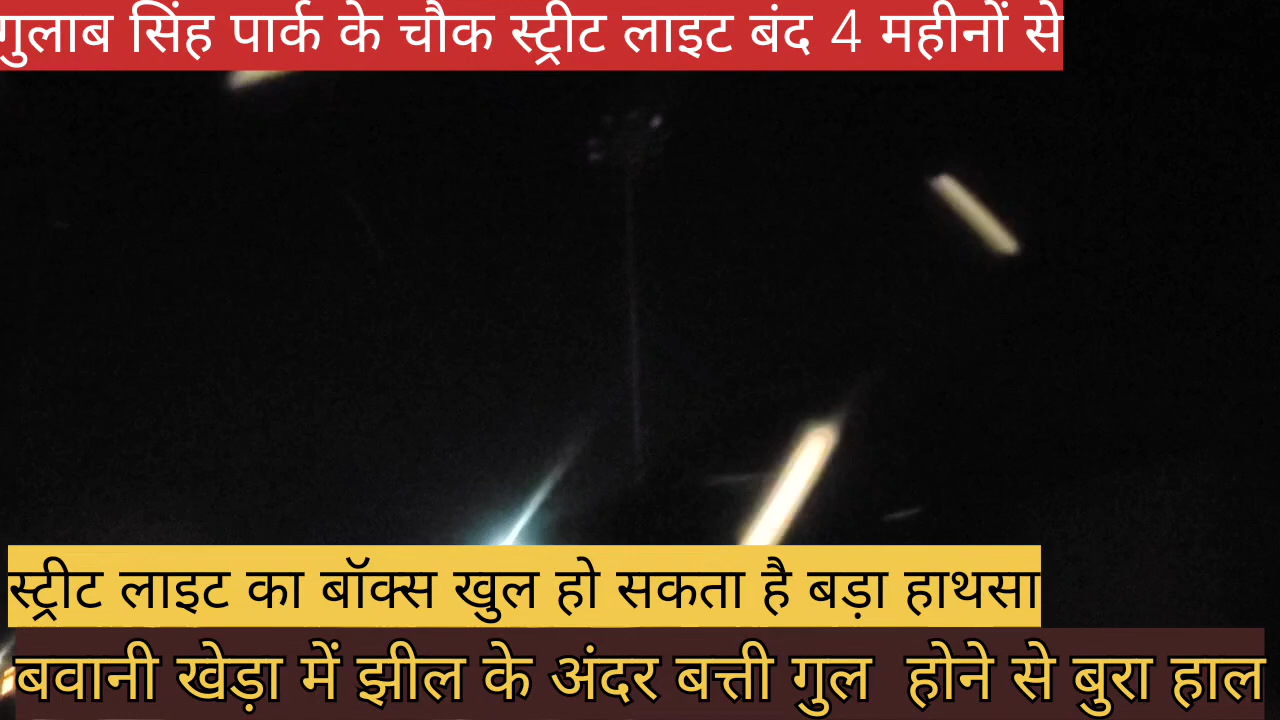 गुलाब सिंह पार्क के चौक स्ट्रीट लाइट बंद 4 महीनों से
स्ट्रीट लाइट का बॉक्स खुल हो सकता है बड़ा हाथसा
बवानी खेड़ा में झील के अंदर बत्ती गुल होने से बुरा हाल